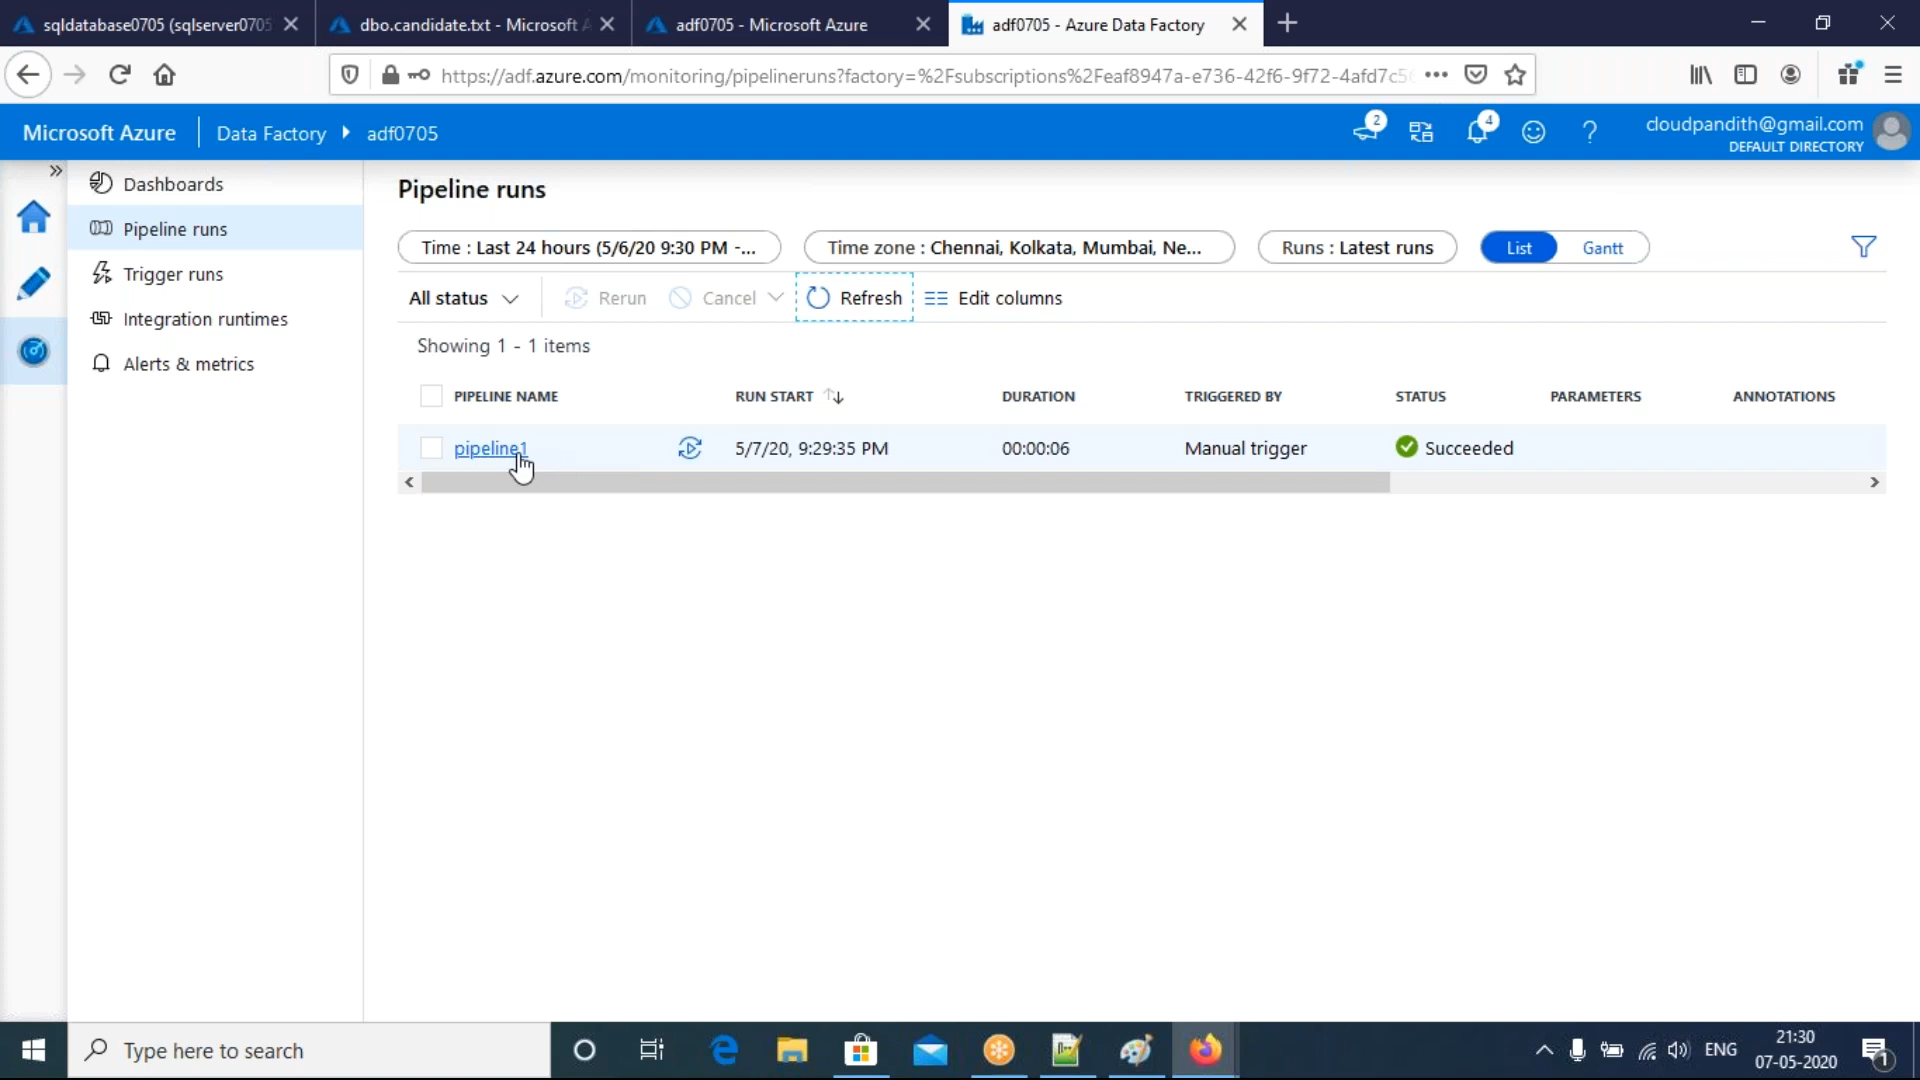 sqldatabase0705 (sqlserver0705
dbo.candidate.txt - Microsoft A
adf0705 - Microsoft Azure
adf0705 - Azure Data Factory
https://adf.azure.com/monitoring/pipelineruns?factory=%2Fsubscriptions%2Feaf8947a-e736-42f6-9f72-4afd7c5
Microsoft Azure
Data Factory
adf0705
2
4
?
cloudpandith@gmail.com
DEFAULT DIRECTORY
Dashboards
Pipeline runs
Trigger runs
Integration runtimes
Alerts & metrics
Pipeline runs
Time : Last 24 hours (5/6/20 9:30 PM -...
Time zone : Chennai, Kolkata, Mumbai, Ne...
Runs : Latest runs
List
Gantt
All status
Rerun
Cancel
Refresh
Edit columns
Showing 1 - 1 items
PIPELINE NAME
RUN START
DURATION
TRIGGERED BY
STATUS
PARAMETERS
ANNOTATIONS
pipeline1
5/7/20, 9:29:35 PM
00:00:06
Manual trigger
Succeeded
Type here to search
ENG
21:30
07-05-2020
1